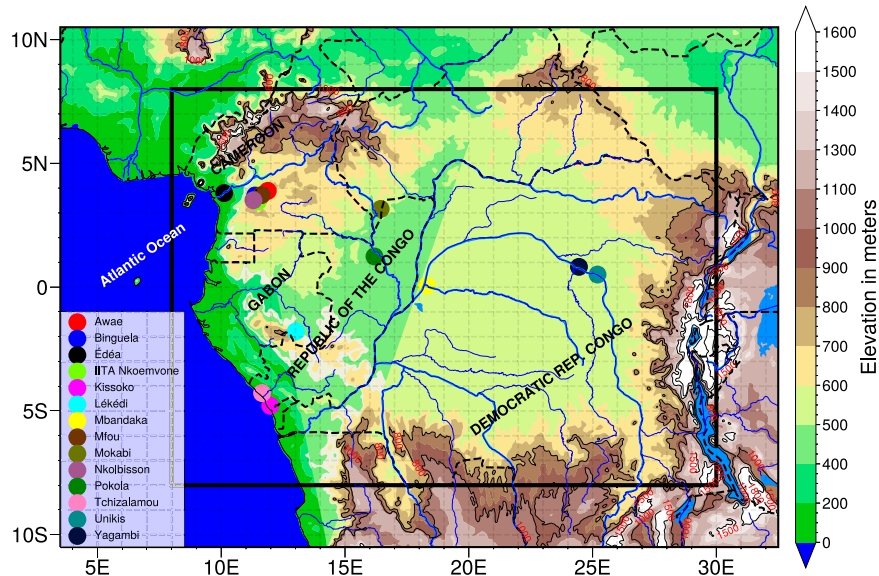 10N
5N
0
5S
10S
5E
10E
15E
20E
25E
30E
CAMEROON
Atlantic Ocean
GABON
REPUBLIC OF THE CONGO
DEMOCRATIC REP. CONGO
Awae
Binguela
Édéa
IITA Nkoemvone
Kissoko
Lékédi
Mbandaka
Mfou
Mokabi
Nkolbisson
Pokola
Tchizalamou
Unikis
Yagambi
1600
1500
1400
1300
1200
1100
1000
900
800
700
600
500
400
300
200
100
0
Elevation in meters